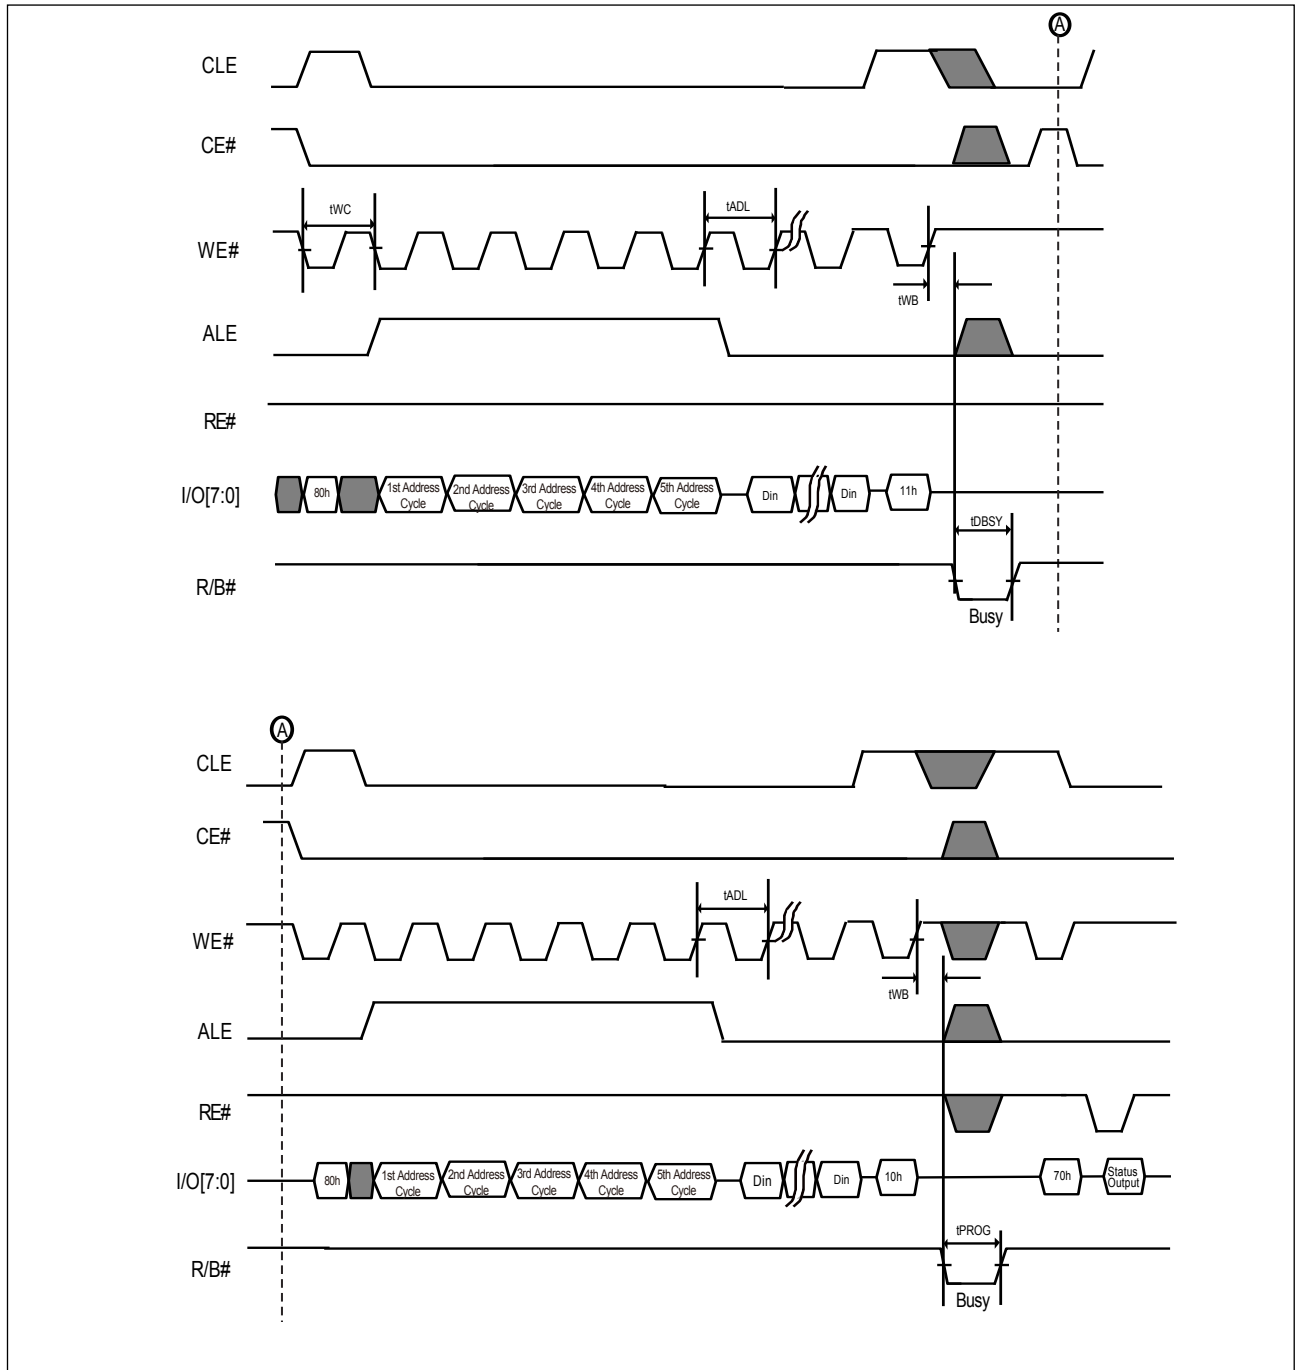 A
CLE
CE#
tWC
tADL
WE#
tWB
ALE
RE#
I/O[7:0]
80h
1st Address
Cycle
2nd Address
Cycle
3rd Address
Cycle
4th Address
Cycle
5th Address
Cycle
Din
Din
11h
tDBSY
R/B#
Busy
A
CLE
CE#
tADL
WE#
tWB
ALE
RE#
I/O[7:0]
80h
1st Address
Cycle
2nd Address
Cycle
3rd Address
Cycle
4th Address
Cycle
5th Address
Cycle
Din
Din
10h
70h
Status
Output
tPROG
R/B#
Busy